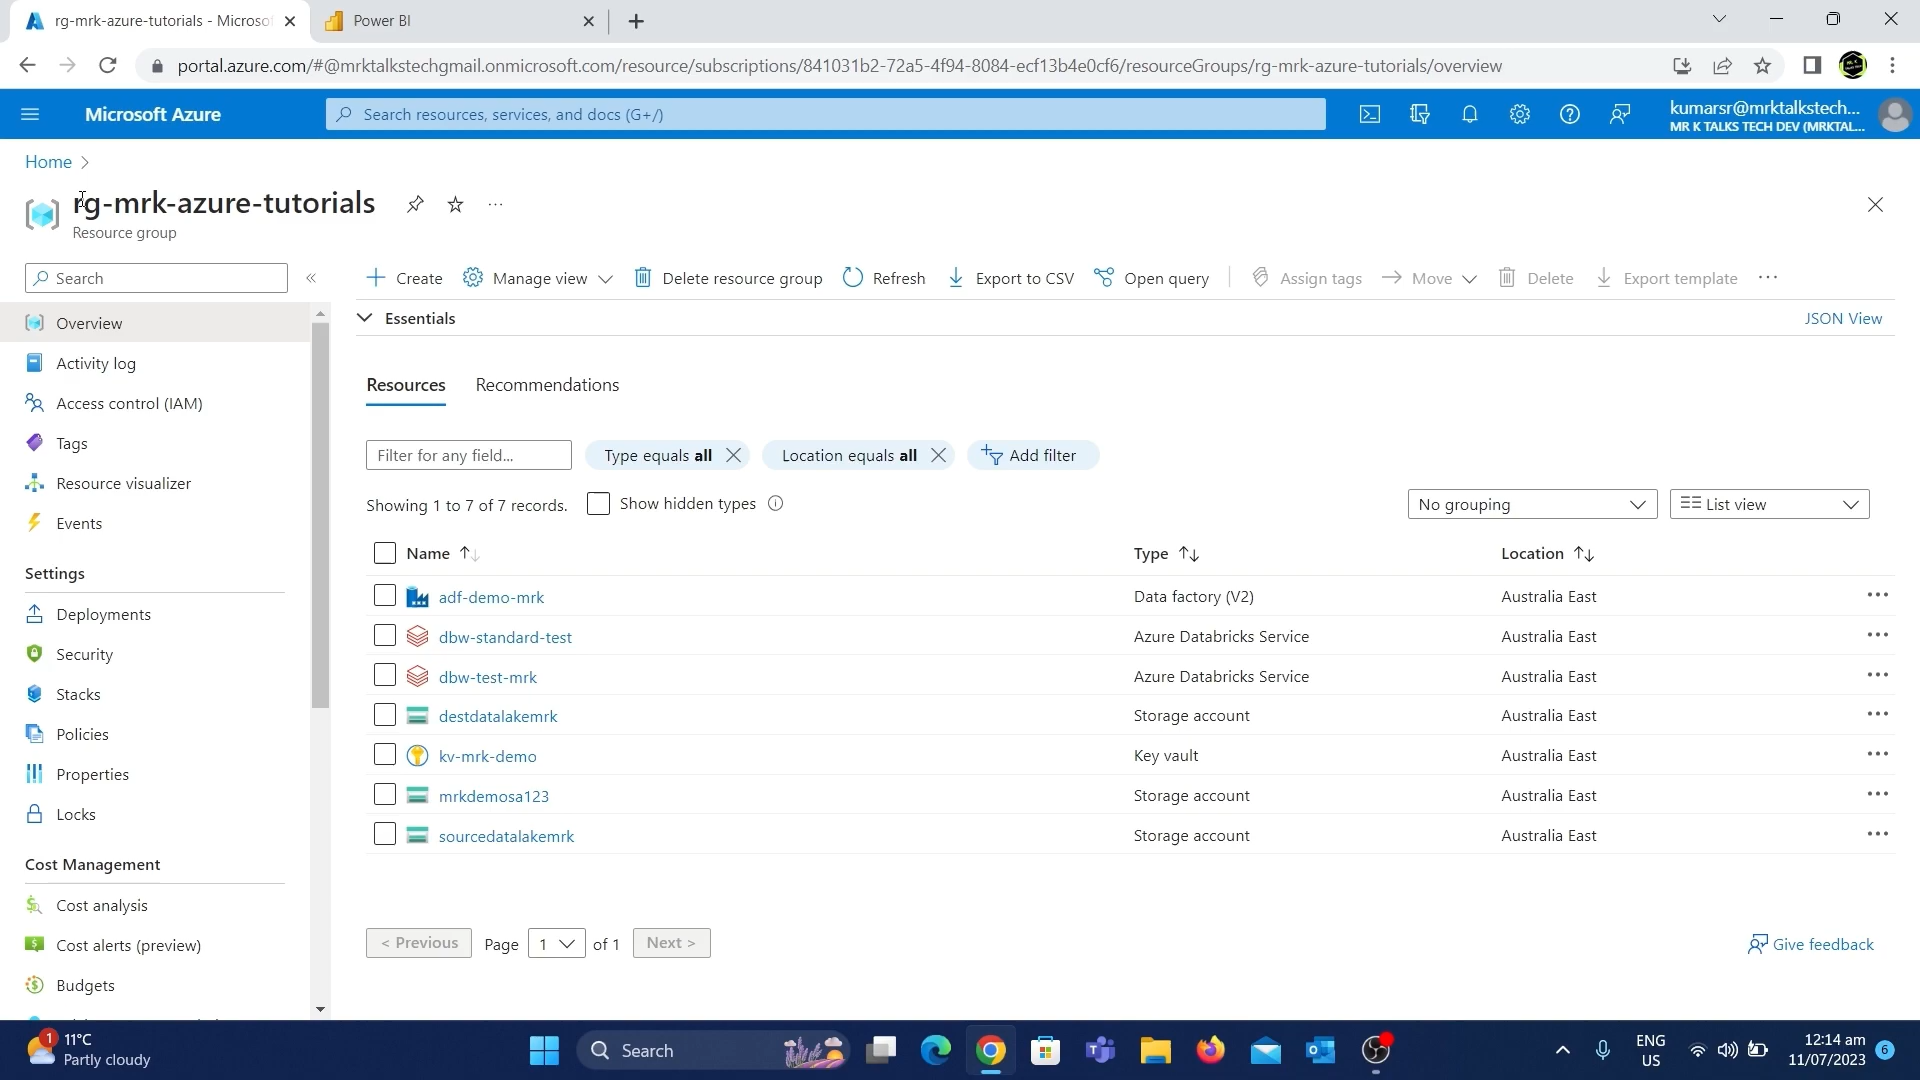 rg-mrk-azure-tutorials - Microsof
Power BI
portal.azure.com/#@mrktalkstechgmail.onmicrosoft.com/resource/subscriptions/841031b2-72a5-4f94-8084-ecf13b4e0cf6/resourceGroups/rg-mrk-azure-tutorials/overview
Microsoft Azure
Search resources, services, and docs (G+/)
kumarsr@mrktalkstech...
MR K TALKS TECH DEV (MRKTAL...
Home
rg-mrk-azure-tutorials
Resource group
Search
Create
Manage view
Delete resource group
Refresh
Export to CSV
Open query
Assign tags
Move
Delete
Export template
Overview
Activity log
Access control (IAM)
Tags
Resource visualizer
Events
Settings
Deployments
Security
Stacks
Policies
Properties
Locks
Cost Management
Cost analysis
Cost alerts (preview)
Budgets
Essentials
JSON View
Resources
Recommendations
Filter for any field...
Type equals all
Location equals all
Add filter
Showing 1 to 7 of 7 records.
Show hidden types
No grouping
List view
Name
Type
Location
adf-demo-mrk Data factory (V2) Australia East
dbw-standard-test Azure Databricks Service Australia East
dbw-test-mrk Azure Databricks Service Australia East
destdatalakemrk Storage account Australia East
kv-mrk-demo Key vault Australia East
mrkdemosa123 Storage account Australia East
sourcedatalakemrk Storage account Australia East
< Previous
Page 1 of 1
Next >
Give feedback
1
11°C
Partly cloudy
Search
ENG
US
12:14 am
11/07/2023
6